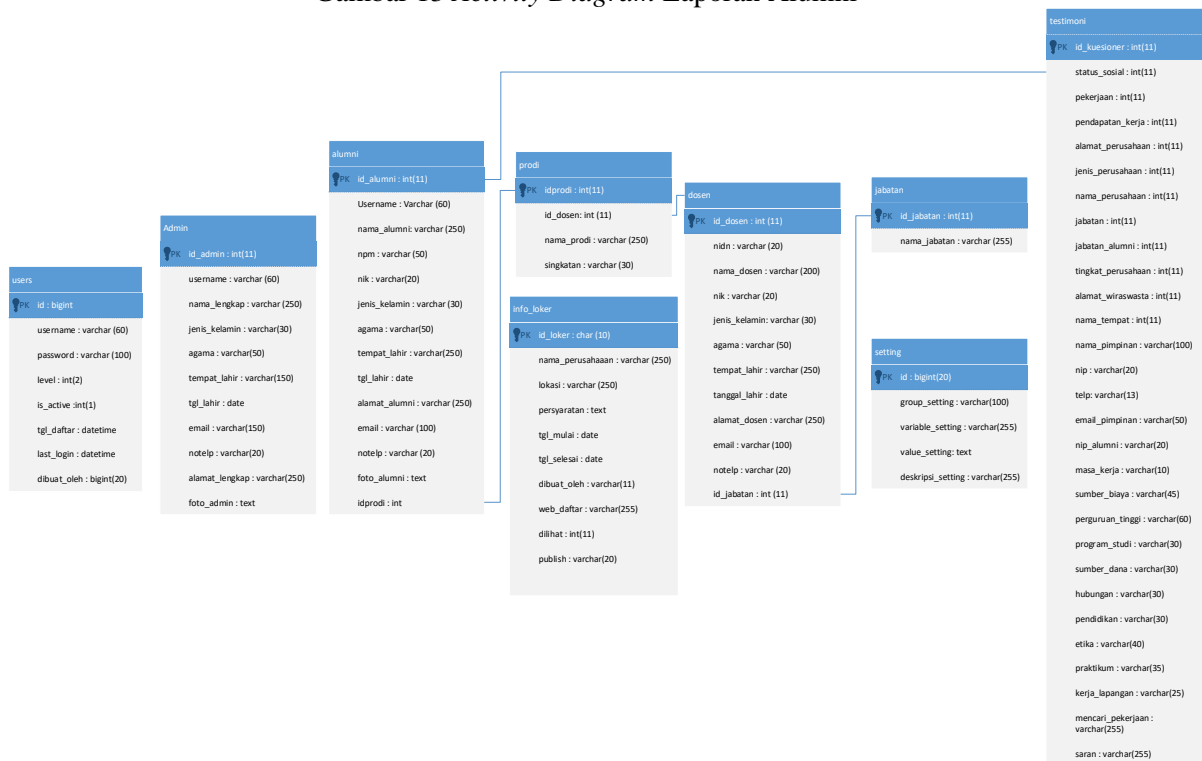 Gambar 13 Activity Diagram Laporan Alumni
users
PK id : bigint
username : varchar (60)
password : varchar (100)
level : int(2)
is_active :int(1)
tgl_daftar : datetime
last_login : datetime
dibuat_oleh : bigint(20)
Admin
PK id_admin : int(11)
username : varchar (60)
nama_lengkap : varchar (250)
jenis_kelamin : varchar(30)
agama : varchar(50)
tempat_lahir : varchar(150)
tgl_lahir : date
email : varchar(150)
notelp : varchar(20)
alamat_lengkap : varchar(250)
foto_admin : text
alumni
PK id_alumni : int(11)
Username : Varchar (60)
nama_alumni: varchar (250)
npm : varchar (50)
nik : varchar(20)
jenis_kelamin : varchar (30)
agama : varchar(50)
tempat_lahir : varchar(250)
tgl_lahir : date
alamat_alumni : varchar (250)
email : varchar (100)
notelp : varchar (20)
foto_alumni : text
idprodi : int
prodi
PK idprodi : int(11)
id_dosen: int (11)
nama_prodi : varchar (250)
singkatan : varchar (30)
info_loker
PK id_loker : char (10)
nama_perusahaaan : varchar (250)
lokasi : varchar (250)
persyaratan : text
tgl_mulai : date
tgl_selesai : date
dibuat_oleh : varchar(11)
web_daftar : varchar(255)
dilihat : int(11)
publish : varchar(20)
dosen
PK id_dosen : int (11)
nidn : varchar (20)
nama_dosen : varchar (200)
nik : varchar (20)
jenis_kelamin: varchar (30)
agama : varchar (50)
tempat_lahir : varchar (250)
tanggal_lahir : date
alamat_dosen : varchar (250)
email : varchar (100)
notelp : varchar (20)
id_jabatan : int (11)
jabatan
PK id_jabatan : int(11)
nama_jabatan : varchar (255)
setting
PK id : bigint(20)
group_setting : varchar(100)
variable_setting : varchar(255)
value_setting: text
deskripsi_setting : varchar(255)
testimoni
PK id_kuesioner : int(11)
status_sosial : int(11)
pekerjaan : int(11)
pendapatan_kerja : int(11)
alamat_perusahaan : int(11)
jenis_perusahaan : int(11)
nama_perusahaan : int(11)
jabatan : int(11)
jabatan_alumni : int(11)
tingkat_perusahaan : int(11)
alamat_wiraswasta : int(11)
nama_tempat : int(11)
nama_pimpinan : varchar(100)
nip : varchar(20)
telp: varchar(13)
email_pimpinan : varchar(50)
nip_alumni : varchar(20)
masa_kerja : varchar(10)
sumber_biaya : varchar(45)
perguruan_tinggi : varchar(60)
program_studi : varchar(30)
sumber_dana : varchar(30)
hubungan : varchar(30)
pendidikan : varchar(30)
etika : varchar(40)
praktikum : varchar(35)
kerja_lapangan : varchar(25)
mencari_pekerjaan :
varchar(255)
saran : varchar(255)